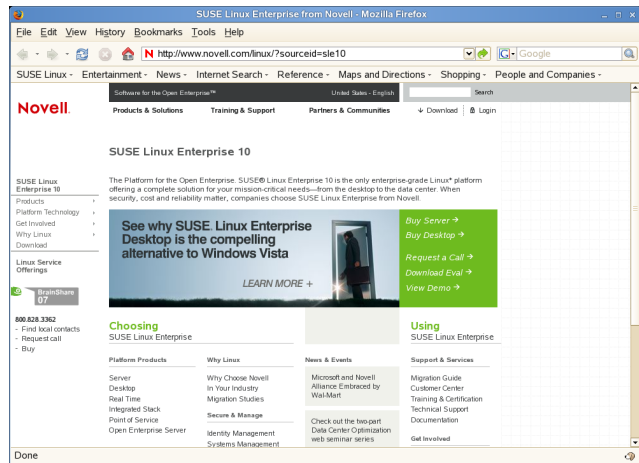 SUSE Linux Enterprise from Novell - Mozilla Firefox
File Edit View History Bookmarks Tools Help
N http://www.novell.com/linux/?sourceid=sle10
G Google
SUSE Linux Entertainment News Internet Search Reference Maps and Directions Shopping People and Companies
Software for the Open Enterprise™ United States - English Search
Novell.
Products & Solutions Training & Support Partners & Communities Download Login
SUSE Linux Enterprise 10
SUSE Linux
Enterprise 10
Products
Platform Technology
Get Involved
Why Linux
Download
Linux Service
Offerings
BrainShare
07
800.828.3362
- Find local contacts
- Request call
- Buy
The Platform for the Open Enterprise. SUSE® Linux Enterprise 10 is the only enterprise-grade Linux* platform
offering a complete solution for your mission-critical needs—from the desktop to the data center. When
security, cost and reliability matter, companies choose SUSE Linux Enterprise from Novell.
See why SUSE Linux Enterprise
Desktop is the compelling
alternative to Windows Vista
LEARN MORE +
Buy Server →
Buy Desktop →
Request a Call →
Download Eval →
View Demo →
Choosing
SUSE Linux Enterprise
Using
SUSE Linux Enterprise
Platform Products
Server
Desktop
Real Time
Integrated Stack
Point of Service
Open Enterprise Server
Why Linux
Why Choose Novell
In Your Industry
Migration Studies
Secure & Manage
Identity Management
Systems Management
News & Events
Microsoft and Novell
Alliance Embraced by
Wal-Mart
Check out the two-part
Data Center Optimization
web seminar series
Support & Services
Migration Guide
Customer Center
Training & Certification
Technical Support
Documentation
Get Involved
Done